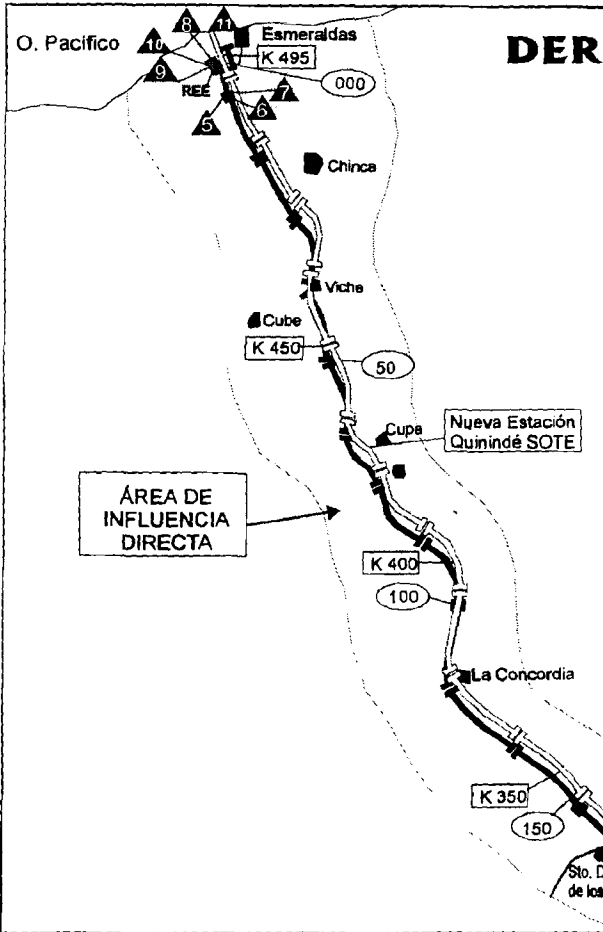 O. Pacífico
8
11
Esmeraldas
DER
10
K 495
9
REE
000
7
5
6
Chinca
Viche
Cube
K 450
50
Cupa
Nueva Estación
Quinindé SOTE
ÁREA DE
INFLUENCIA
DIRECTA
K 400
100
La Concordia
K 350
150
Sto. D
de los